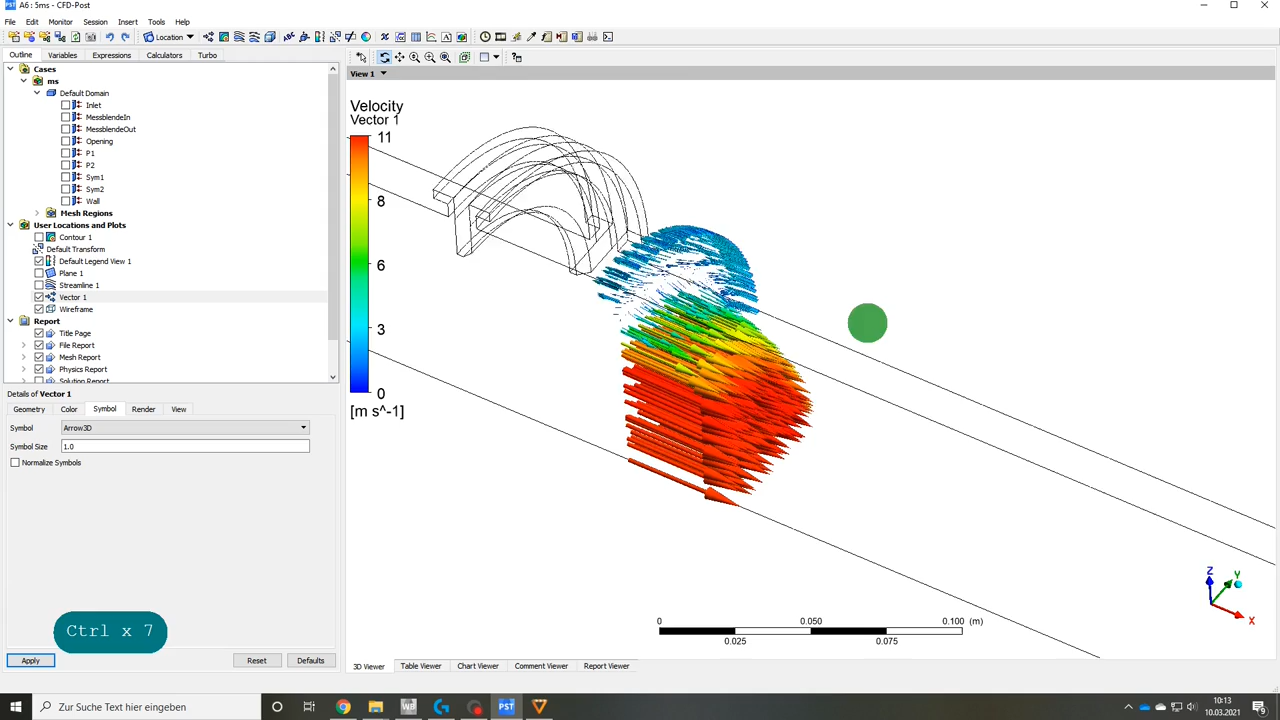 A6 : 5ms - CFD-Post
File Edit Monitor Session Insert Tools Help
Location
Outline Variables Expressions Calculators Turbo
Cases
ms
Default Domain
Inlet
MessblendeIn
MessblendeOut
Opening
P1
P2
Sym1
Sym2
Wall
Mesh Regions
User Locations and Plots
Contour 1
Default Transform
Default Legend View 1
Plane 1
Streamline 1
Vector 1
Wireframe
Report
Title Page
File Report
Mesh Report
Physics Report
Solution Report
Details of Vector 1
Geometry Color Symbol Render View
Symbol Arrow3D
Symbol Size 1.0
Normalize Symbols
Ctrl x 7
Apply Reset Defaults
View 1
Velocity
Vector 1
11
8
6
3
0
[m s^-1]
Z
Y
X
0 0.050 0.100 (m)
0.025 0.075
3D Viewer Table Viewer Chart Viewer Comment Viewer Report Viewer
Zur Suche Text hier eingeben
WB
PST
10:13
10.03.2021
9